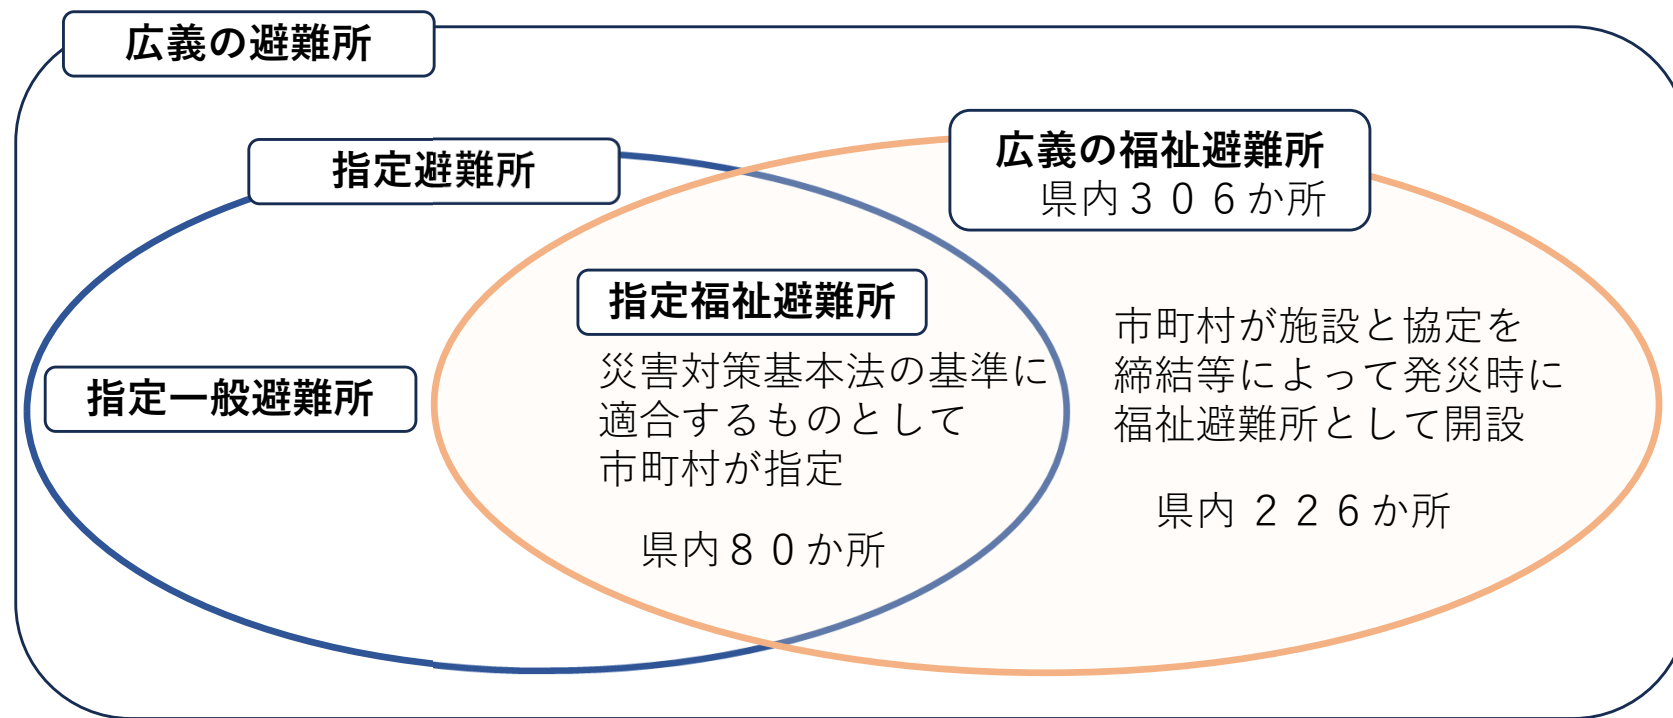 広義の避難所
指定避難所
広義の福祉避難所
県内３０６か所
指定一般避難所
指定福祉避難所
災害対策基本法の基準に
適合するものとして
市町村が指定
県内８０か所
市町村が施設と協定を
締結等によって発災時に
福祉避難所として開設
県内 ２２６か所